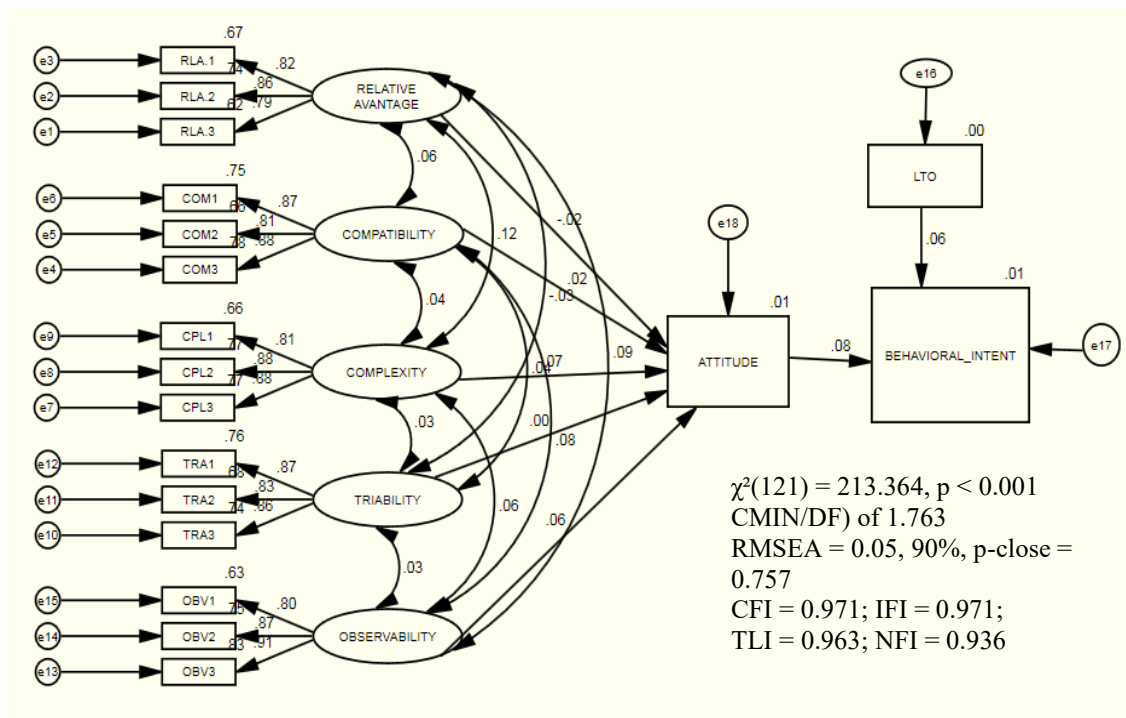 .67
e3 RLA.1 .82
.74
e2 RLA.2 .86
.62 .79
e1 RLA.3
RELATIVE
AVANTAGE
.06
.75
e6 COM1 .87
.66
e5 COM2 .81
.78 .88
e4 COM3
COMPATIBILITY
.12
.04
.66
e9 CPL1 .81
.77
e8 CPL2 .88
.77 .88
e7 CPL3
COMPLEXITY
.03
.76
e12 TRA1 .87
.68
e11 TRA2 .83
.74 .86
e10 TRA3
TRIABILITY
.06
.03
.63
e15 OBV1 .80
.75
e14 OBV2 .87
.83 .91
e13 OBV3
OBSERVABILITY
-.02
.02
-.03
.09
.04
.07
.00
.08
.06
e18
.01
ATTITUDE
.08
e16
.00
LTO
.06
.01
BEHAVIORAL_INTENT
e17
χ²(121) = 213.364, p < 0.001
CMIN/DF) of 1.763
RMSEA = 0.05, 90%, p-close =
0.757
CFI = 0.971; IFI = 0.971;
TLI = 0.963; NFI = 0.936